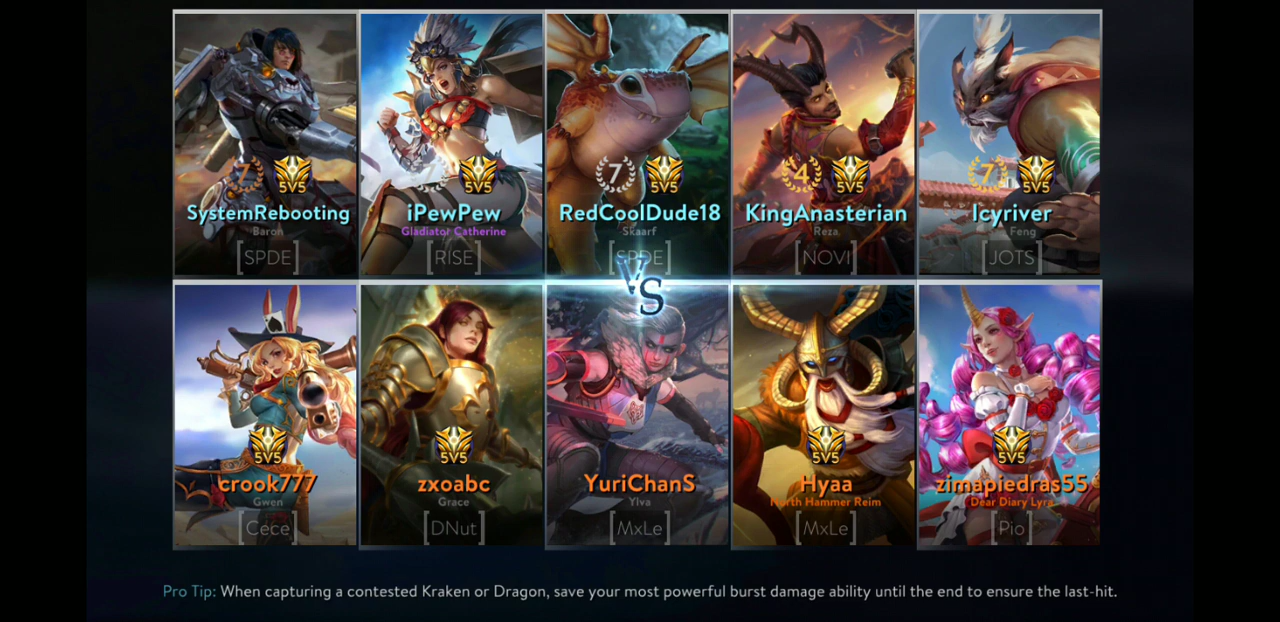 7 5V5
SystemRebooting
Baron
[SPDE]
5V5
iPewPew
Gladiator Catherine
[RISE]
7 5V5
RedCoolDude18
Skaarf
[SPDE]
4 5V5
KingAnasterian
Reza
[NOVI]
7 5V5
Icyriver
Feng
[JOTS]
VS
5V5
crook777
Gwen
[Cece]
5V5
zxoabc
Grace
[DNut]
5V5
YuriChanS
Ylva
[MxLe]
5V5
Hyaa
North Hammer Reim
[MxLe]
5V5
zimapiedras55
Dear Diary Lyra
[Pio]
Pro Tip: When capturing a contested Kraken or Dragon, save your most powerful burst damage ability until the end to ensure the last-hit.